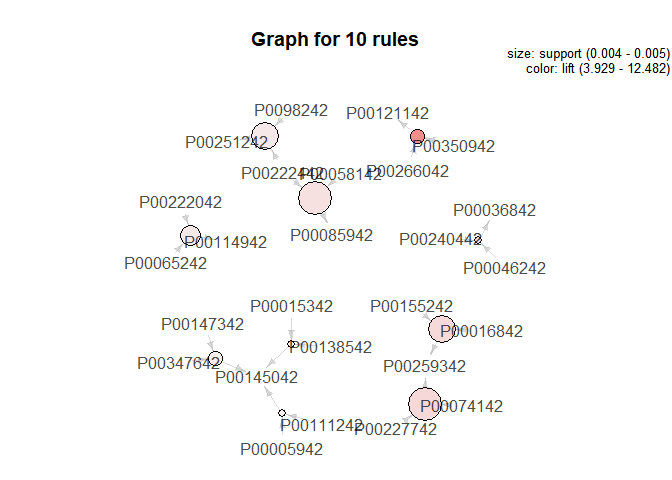 Graph for 10 rules
size: support (0.004 - 0.005)
color: lift (3.929 - 12.482)
P0098242
P00121142
P00251242
P00350942
P00222442
P00058142
P00266042
P00222042
P00036842
P00085942
P00240442
P00114942
P00065242
P00046242
P00015342
P00155242
P00147342
P00016842
P00138542
P00347642
P00259342
P00145042
P00074142
P00111242
P00227742
P00005942